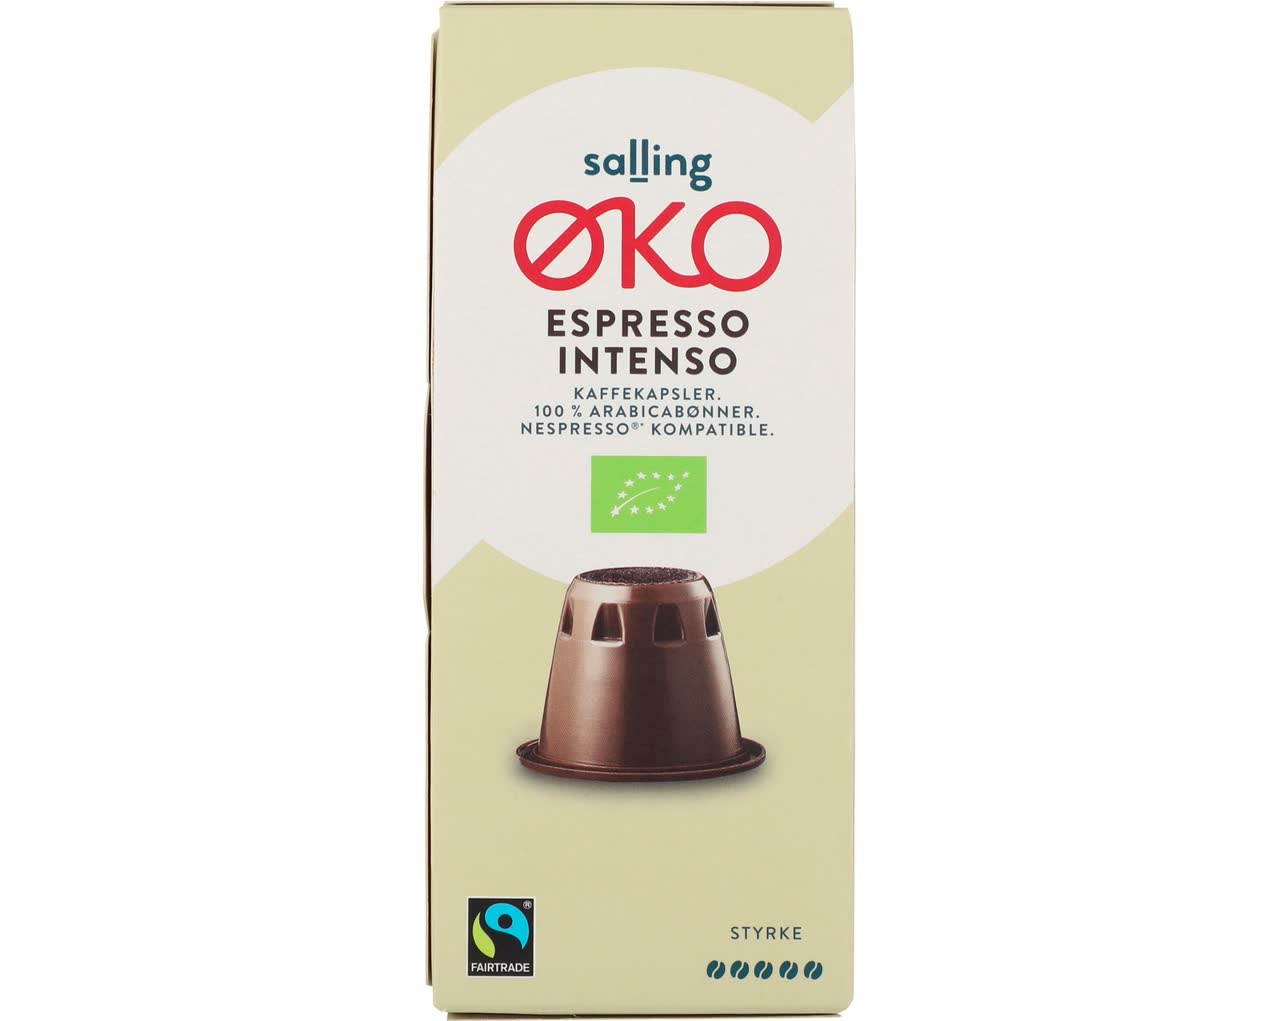 salling
ØKO
ESPRESSO
INTENSO
KAFFEKAPSLER.
100 % ARABICABØNNER.
NESPRESSO®* KOMPATIBLE.
®
FAIRTRADE
STYRKE